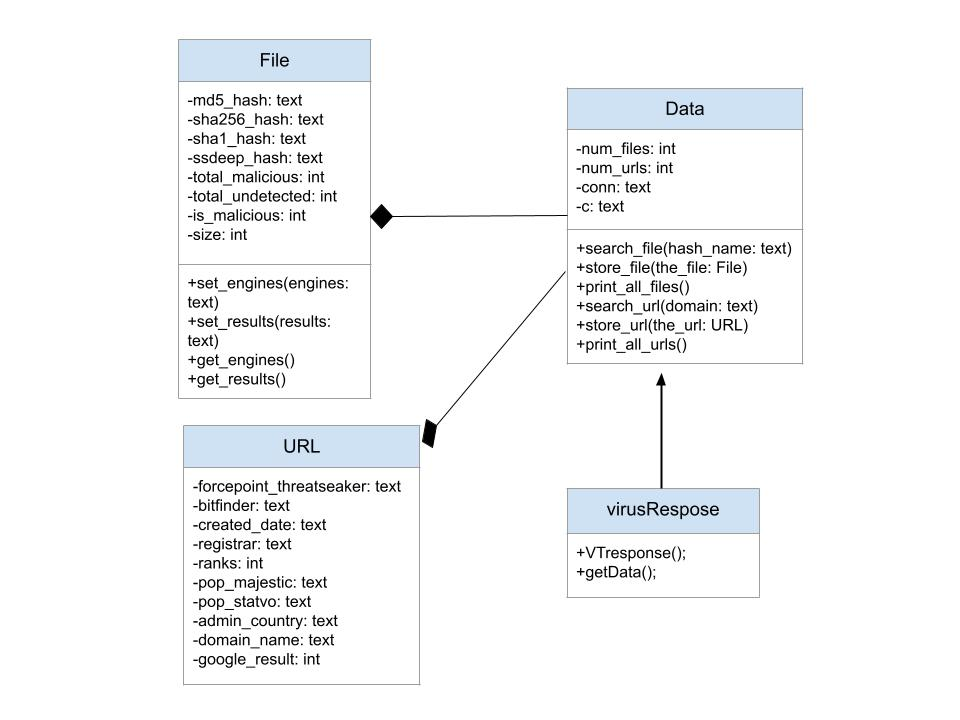 File
-md5_hash: text
-sha256_hash: text
-sha1_hash: text
-ssdeep_hash: text
-total_malicious: int
-total_undetected: int
-is_malicious: int
-size: int
+set_engines(engines:
text)
+set_results(results:
text)
+get_engines()
+get_results()
Data
-num_files: int
-num_urls: int
-conn: text
-c: text
+search_file(hash_name: text)
+store_file(the_file: File)
+print_all_files()
+search_url(domain: text)
+store_url(the_url: URL)
+print_all_urls()
URL
-forcepoint_threatseaker: text
-bitfinder: text
-created_date: text
-registrar: text
-ranks: int
-pop_majestic: text
-pop_statvo: text
-admin_country: text
-domain_name: text
-google_result: int
virusRespose
+VTresponse();
+getData();